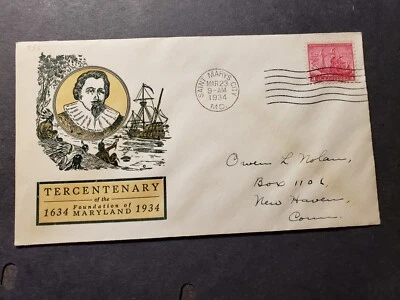 SAINT MARYS CITY
MAR 23
9-AM
1934
MD.
Owen L Nolan,
Box 1106,
New Haven,
Conn.
TERCENTENARY
of the
1634 Foundation of MARYLAND 1934